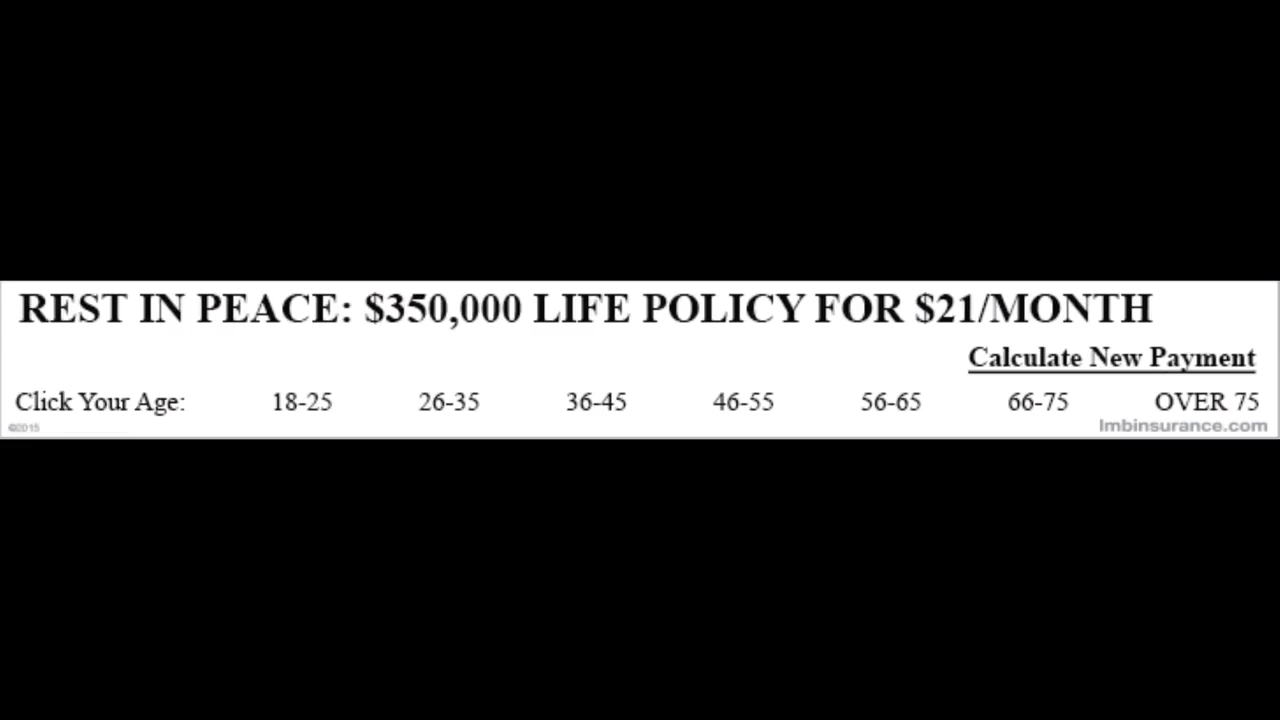 REST IN PEACE: $350,000 LIFE POLICY FOR $21/MONTH
Calculate New Payment
Click Your Age: 18-25 26-35 36-45 46-55 56-65 66-75 OVER 75
©2015 lmbinsurance.com